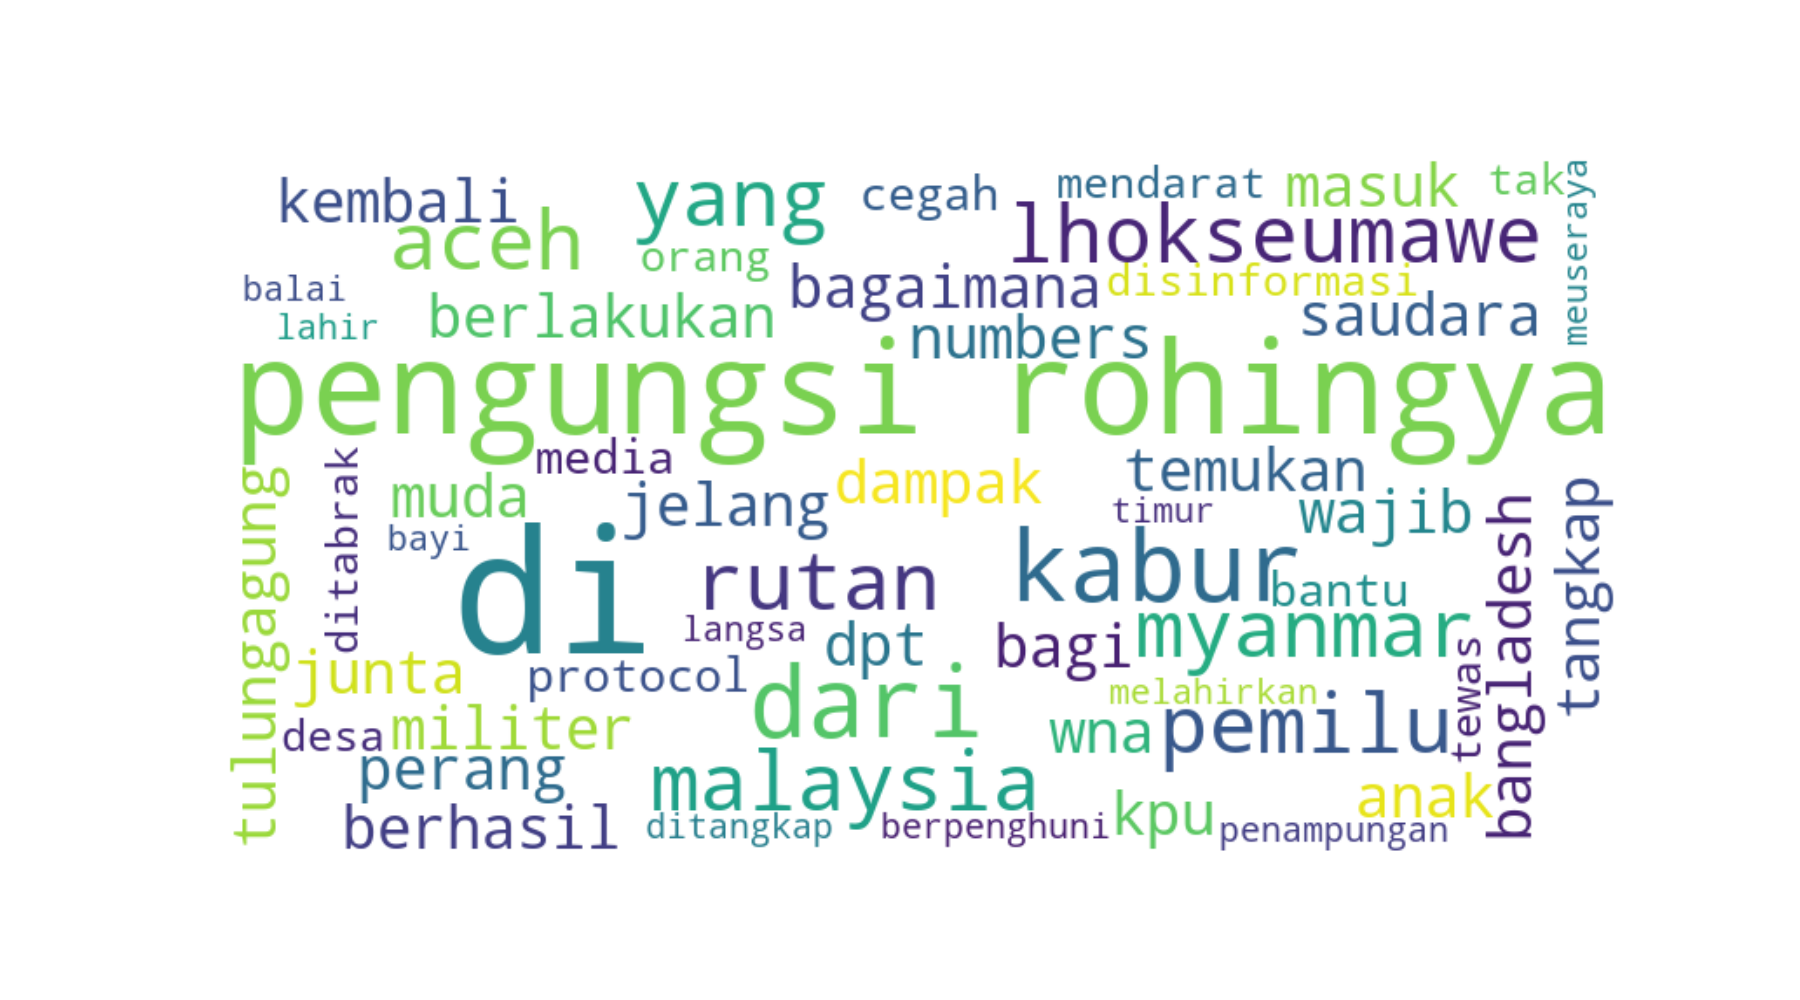 kembali
yang
cegah
mendarat
masuk
tak
meuseraya
aceh
orang
lhokseumawe
balai
bagaimana
disinformasi
lahir
berlakukan
numbers
saudara
pengungsi rohingya
tulungagung
ditabrak
media
muda
jelang
dampak
temukan
timur
wajib
bangladesh
tangkap
bayi
di
rutan
kabur
bantu
langsa
dpt
bagi
myanmar
junta
protocol
dari
melahirkan
tewas
desa
militer
wna
pemilu
perang
malaysia
anak
berhasil
ditangkap
berpenghuni
kpu
penampungan